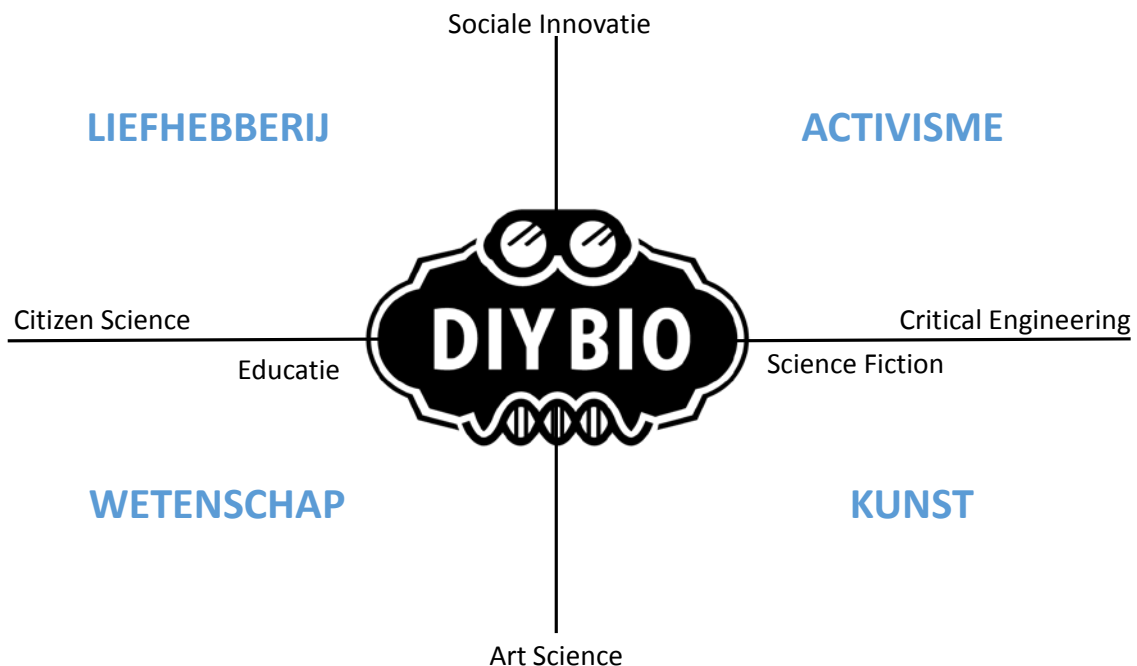 Sociale Innovatie
LIEFHEBBERIJ
ACTIVISME
DIY BIO
Citizen Science
Critical Engineering
Educatie
Science Fiction
WETENSCHAP
KUNST
Art Science